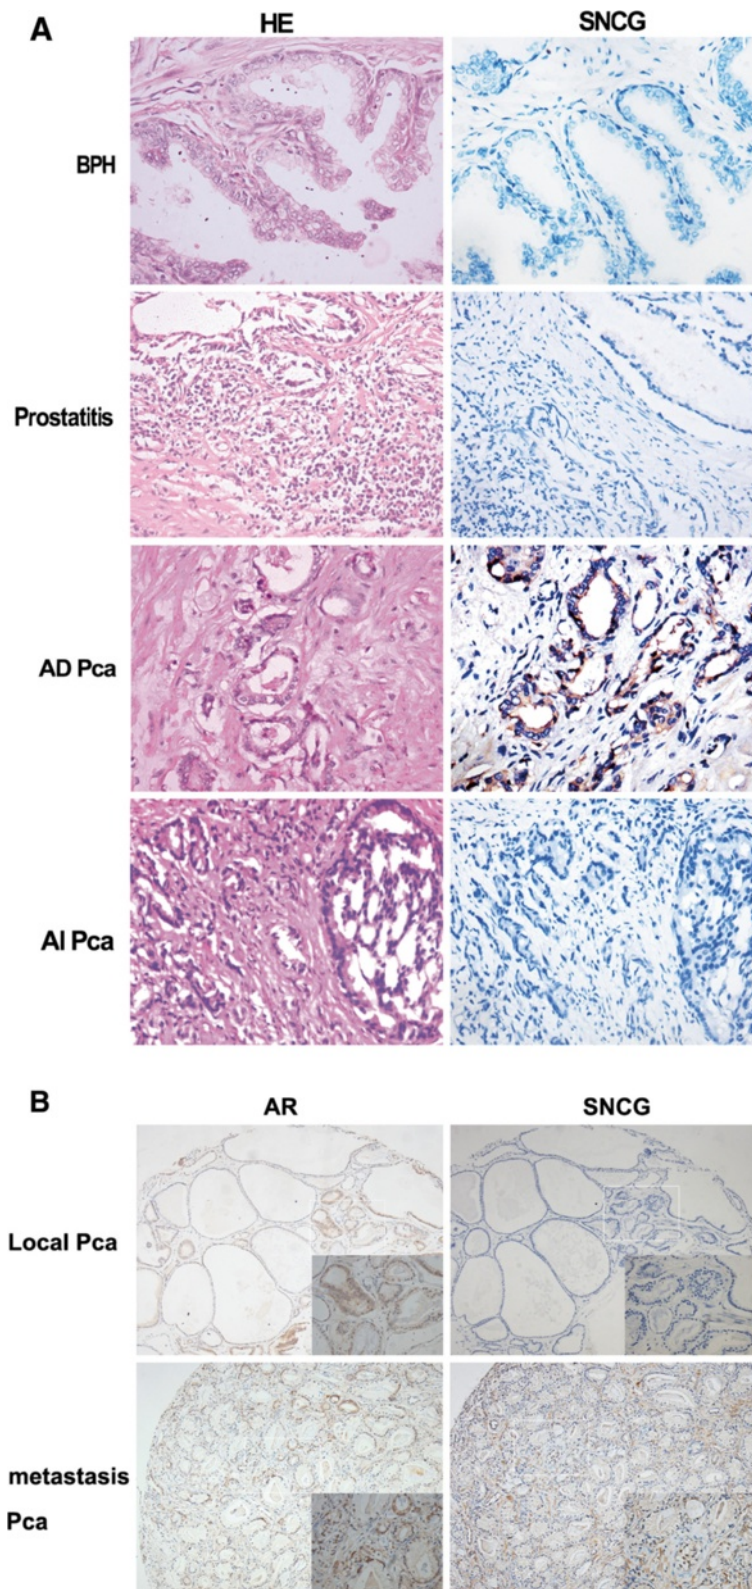 A
HE
SNCG
BPH
Prostatitis
AD Pca
AI Pca
B
AR
SNCG
Local Pca
metastasis
Pca